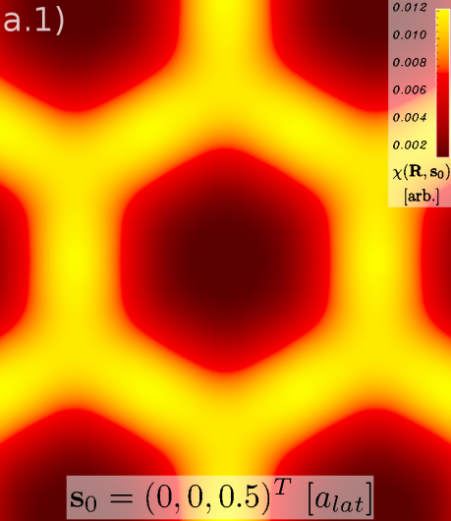 a.1)
0.012
0.010
0.008
0.006
0.004
0.002
χ(R, s₀)
[arb.]
s₀ = (0, 0, 0.5)ᵀ [aₗₐₜ]